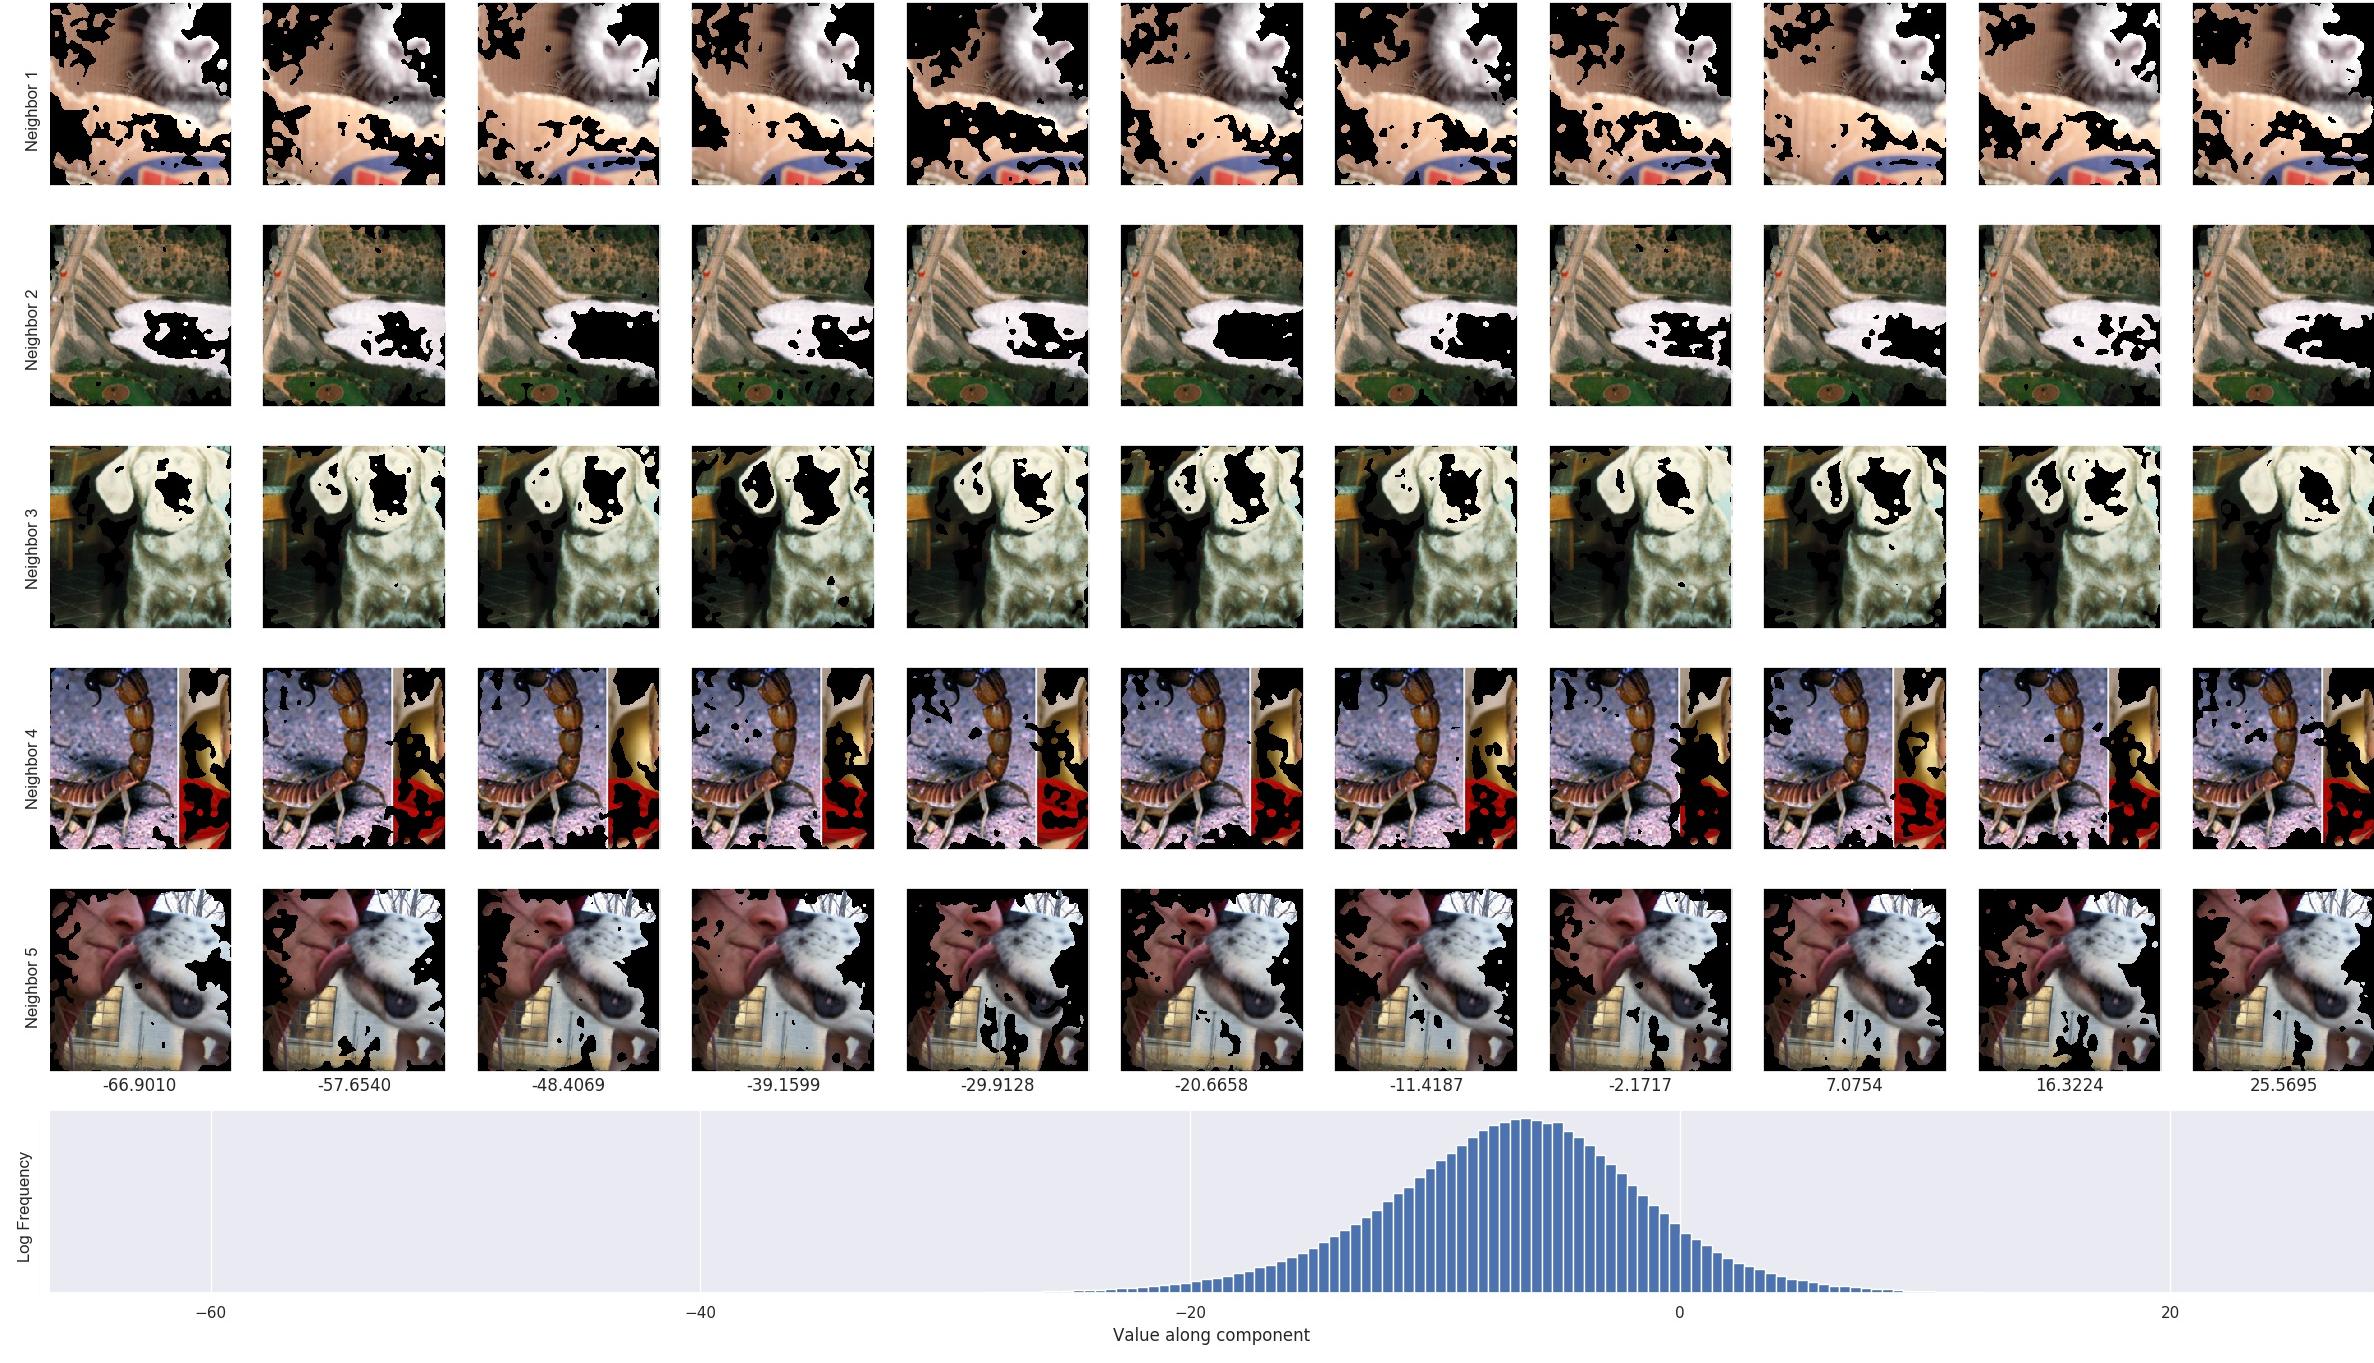 Neighbor 1
Neighbor 2
Neighbor 3
Neighbor 4
Neighbor 5
-66.9010 -57.6540 -48.4069 -39.1599 -29.9128 -20.6658 -11.4187 -2.1717 7.0754 16.3224 25.5695
Log Frequency
−60 −40 −20 0 20
Value along component